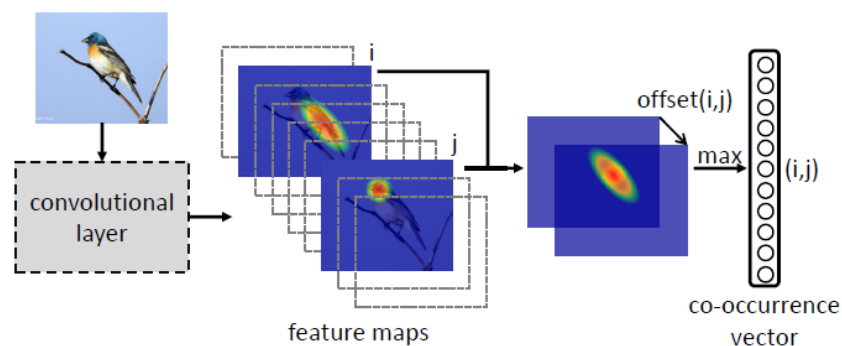 i
j
offset(i,j)
max
(i,j)
convolutional
layer
feature maps
co-occurrence
vector